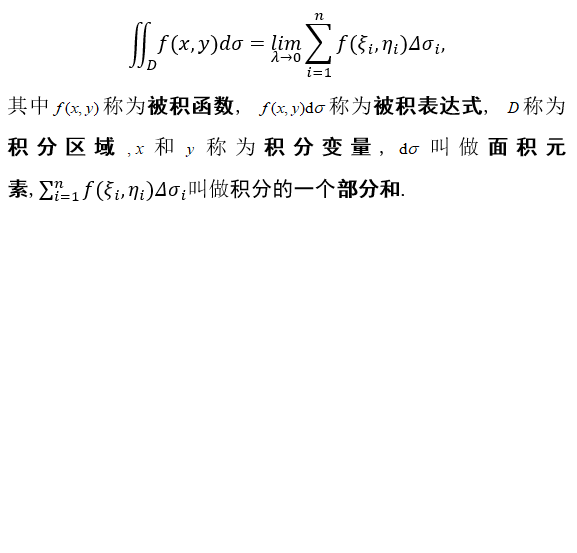 ∬_D f(x,y)dσ = lim_{λ→0} ∑_{i=1}^{n} f(ξ_i,η_i)Δσ_i,
其中 f(x,y) 称为被积函数, f(x,y)dσ 称为被积表达式, D 称为
积分区域 ,x 和 y 称为积分变量, dσ 叫做面积元
素, ∑_{i=1}^{n} f(ξ_i,η_i)Δσ_i 叫做积分的一个部分和.